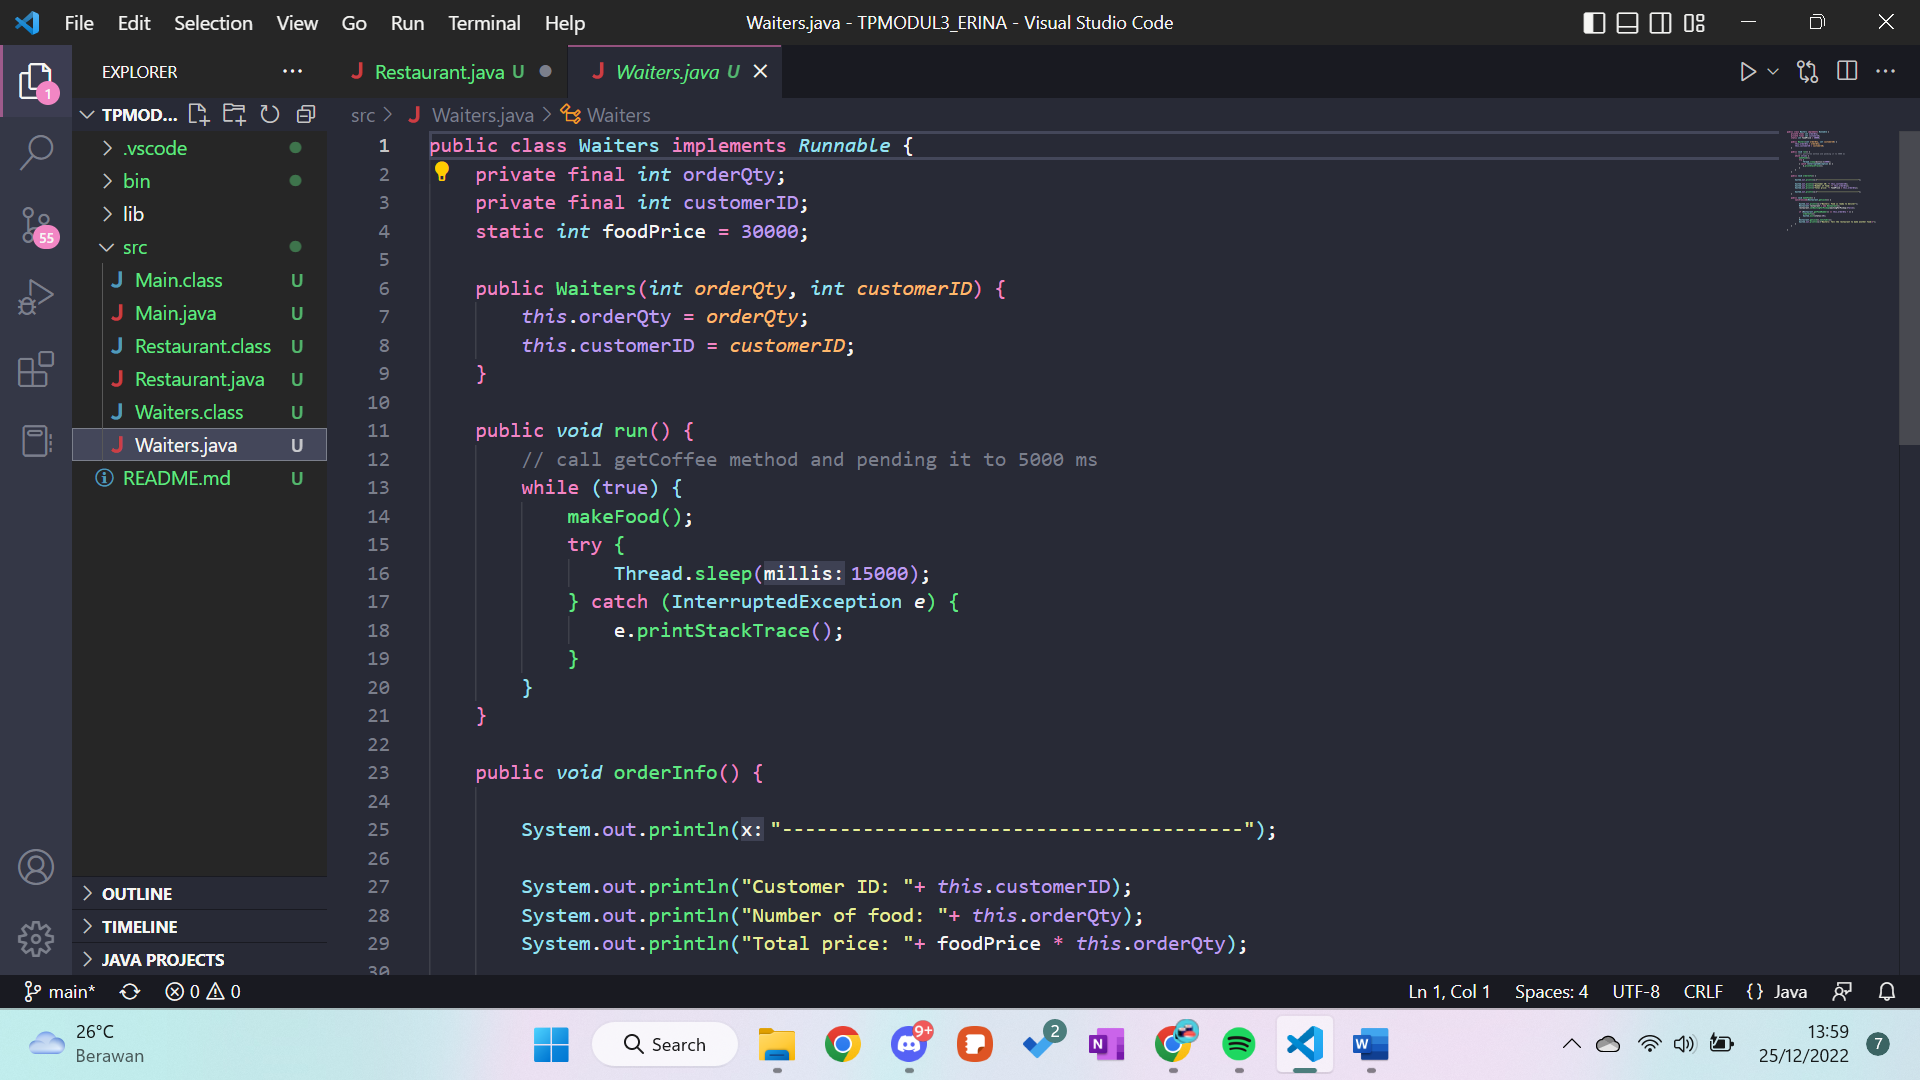 File Edit Selection View Go Run Terminal Help
Waiters.java - TPMODUL3_ERINA - Visual Studio Code
EXPLORER
Restaurant.java U
Waiters.java U
TPMOD...
src > Waiters.java > Waiters
.vscode
bin
lib
src
Main.class U
Main.java U
Restaurant.class U
Restaurant.java U
Waiters.class U
Waiters.java U
README.md U
1
55
OUTLINE
TIMELINE
JAVA PROJECTS
1 public class Waiters implements Runnable {
2 private final int orderQty;
3 private final int customerID;
4 static int foodPrice = 30000;
5
6 public Waiters(int orderQty, int customerID) {
7 this.orderQty = orderQty;
8 this.customerID = customerID;
9 }
10
11 public void run() {
12 // call getCoffee method and pending it to 5000 ms
13 while (true) {
14 makeFood();
15 try {
16 Thread.sleep(millis: 15000);
17 } catch (InterruptedException e) {
18 e.printStackTrace();
19 }
20 }
21 }
22
23 public void orderInfo() {
24
25 System.out.println(x: "----------------------------------------");
26
27 System.out.println("Customer ID: "+ this.customerID);
28 System.out.println("Number of food: "+ this.orderQty);
29 System.out.println("Total price: "+ foodPrice * this.orderQty);
30
main* 0 0
Ln 1, Col 1 Spaces: 4 UTF-8 CRLF {} Java
26°C
Berawan
Search
9+
2
N
W
13:59
25/12/2022
7